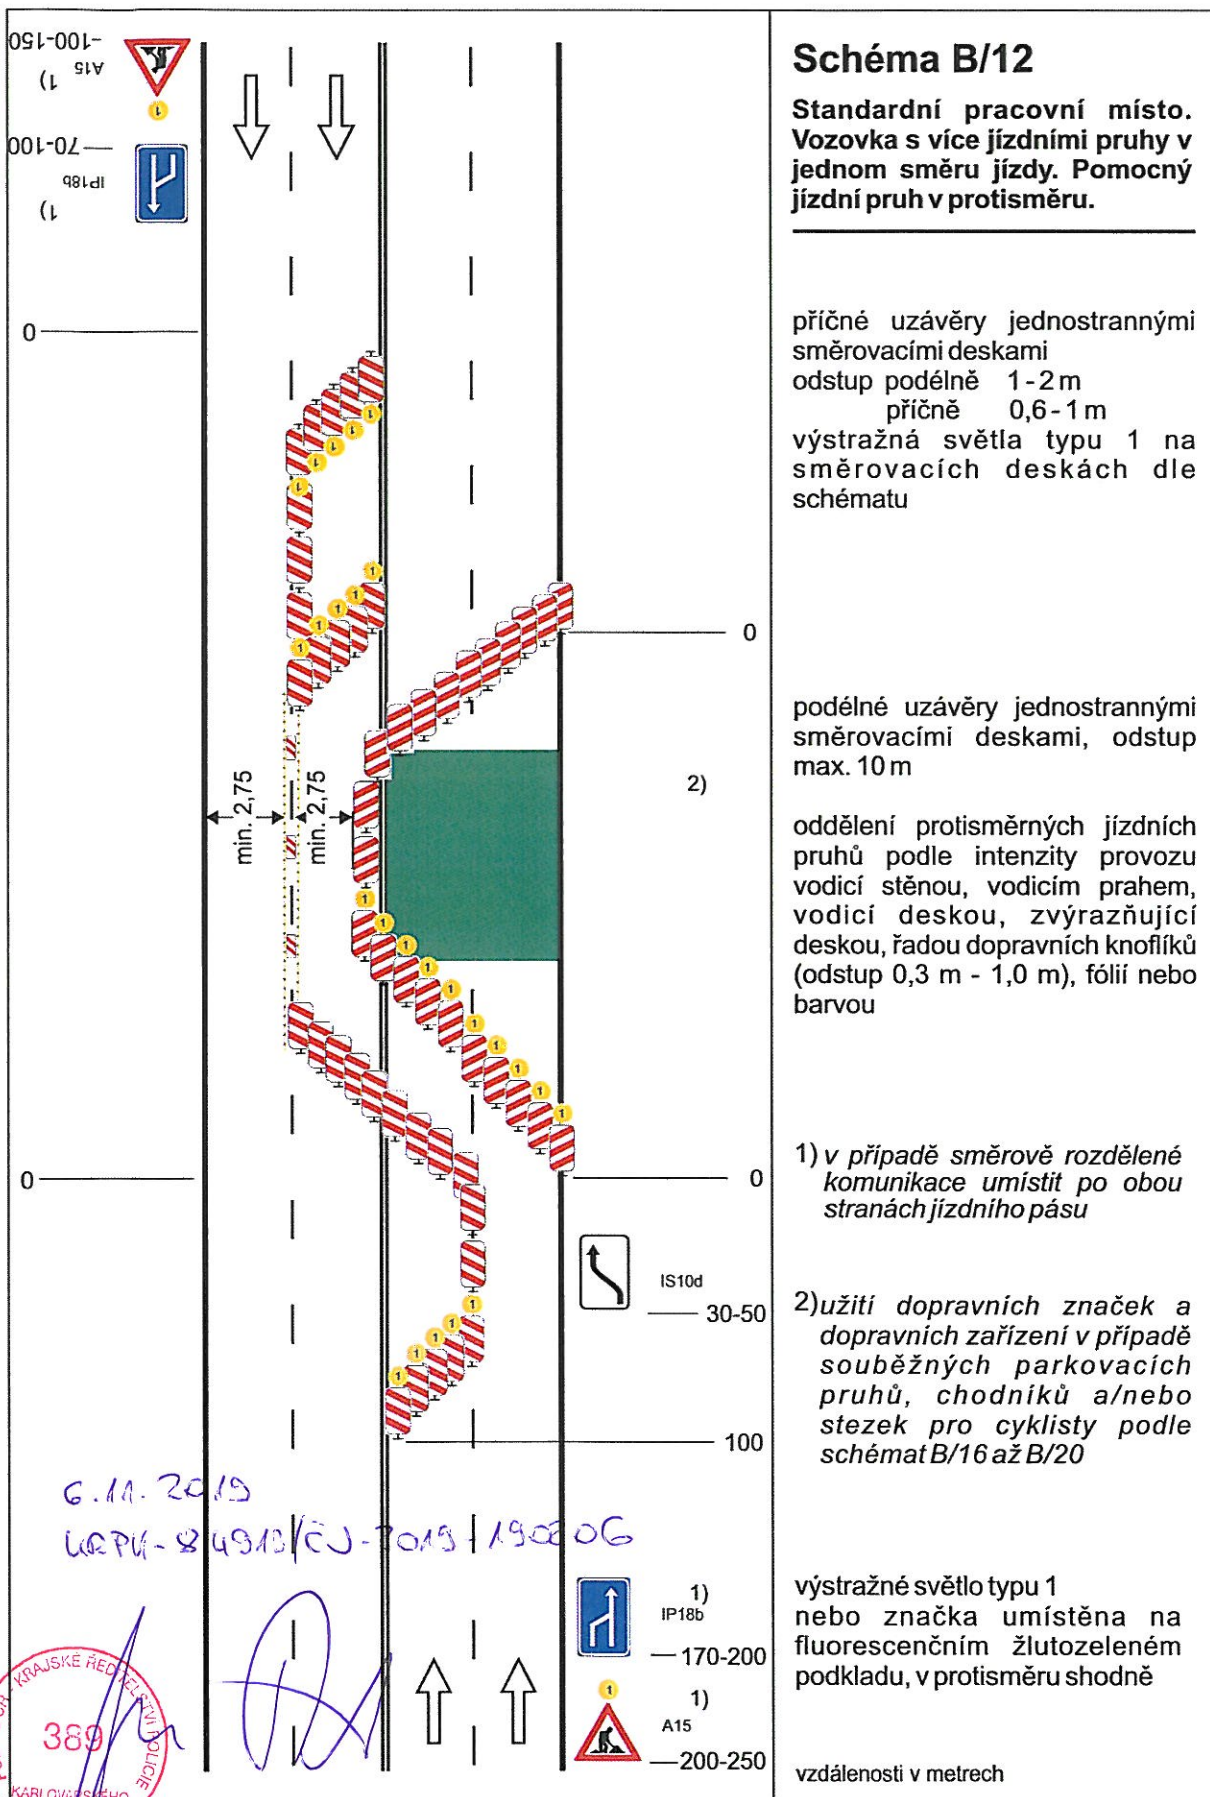 -100-150
A15 1)
70-100
IP18b
1)
0
0
min. 2,75
min. 2,75
2)
0
0
IS10d
30-50
100
1)
IP18b
170-200
1)
A15
200-250
1
Schéma B/12
Standardní pracovní místo.
Vozovka s více jízdními pruhy v
jednom směru jízdy. Pomocný
jízdní pruh v protisměru.
příčné uzávěry jednostrannými
směrovacími deskami
odstup podélně 1-2 m
příčně 0,6-1 m
výstražná světla typu 1 na
směrovacích deskách dle
schématu
podélné uzávěry jednostrannými
směrovacími deskami, odstup
max. 10 m
oddělení protisměrných jízdních
pruhů podle intenzity provozu
vodicí stěnou, vodicím prahem,
vodicí deskou, zvýrazňující
deskou, řadou dopravních knoflíků
(odstup 0,3 m - 1,0 m), fólií nebo
barvou
1) v případě směrově rozdělené
komunikace umístit po obou
stranách jízdního pásu
2) užití dopravních značek a
dopravních zařízení v případě
souběžných parkovacích
pruhů, chodníků a/nebo
stezek pro cyklisty podle
schémat B/16 až B/20
výstražné světlo typu 1
nebo značka umístěna na
fluorescenčním žlutozeleném
podkladu, v protisměru shodně
vzdálenosti v metrech
6.11.2019
KRAJSKÉ ŘEDITELSTVÍ POLICIE
389
KARLOVARSKÉHO